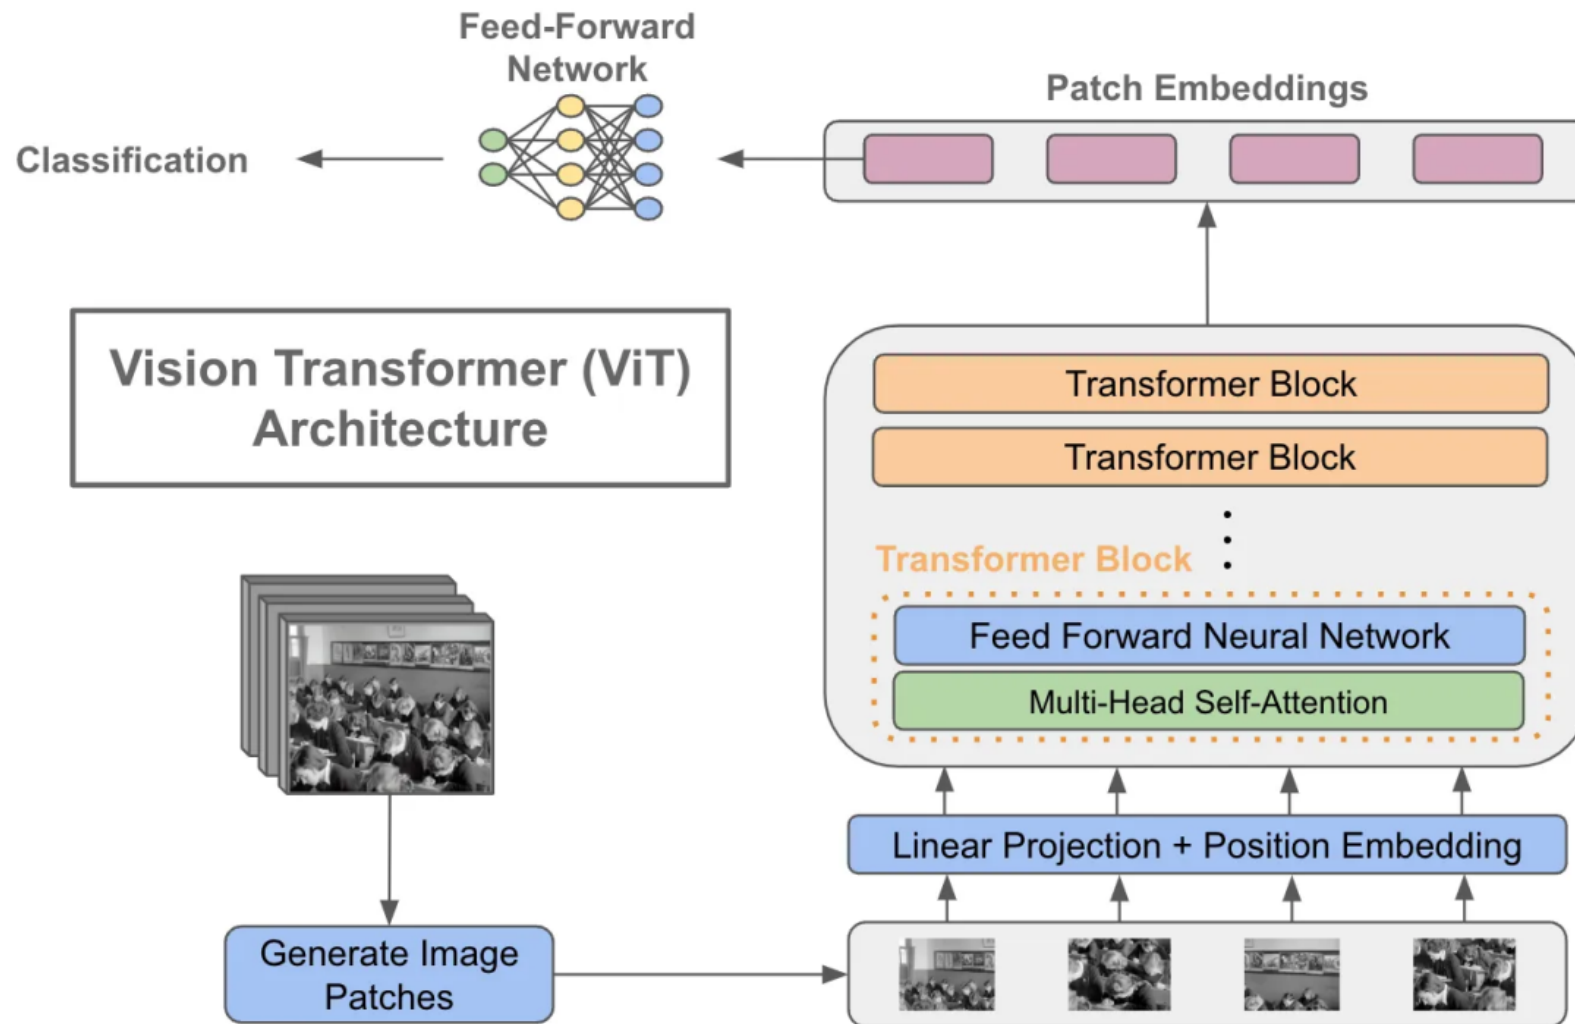 Feed-Forward
Network
Patch Embeddings
Classification
Vision Transformer (ViT)
Architecture
Transformer Block
Transformer Block
Transformer Block
Feed Forward Neural Network
Multi-Head Self-Attention
Linear Projection + Position Embedding
Generate Image
Patches